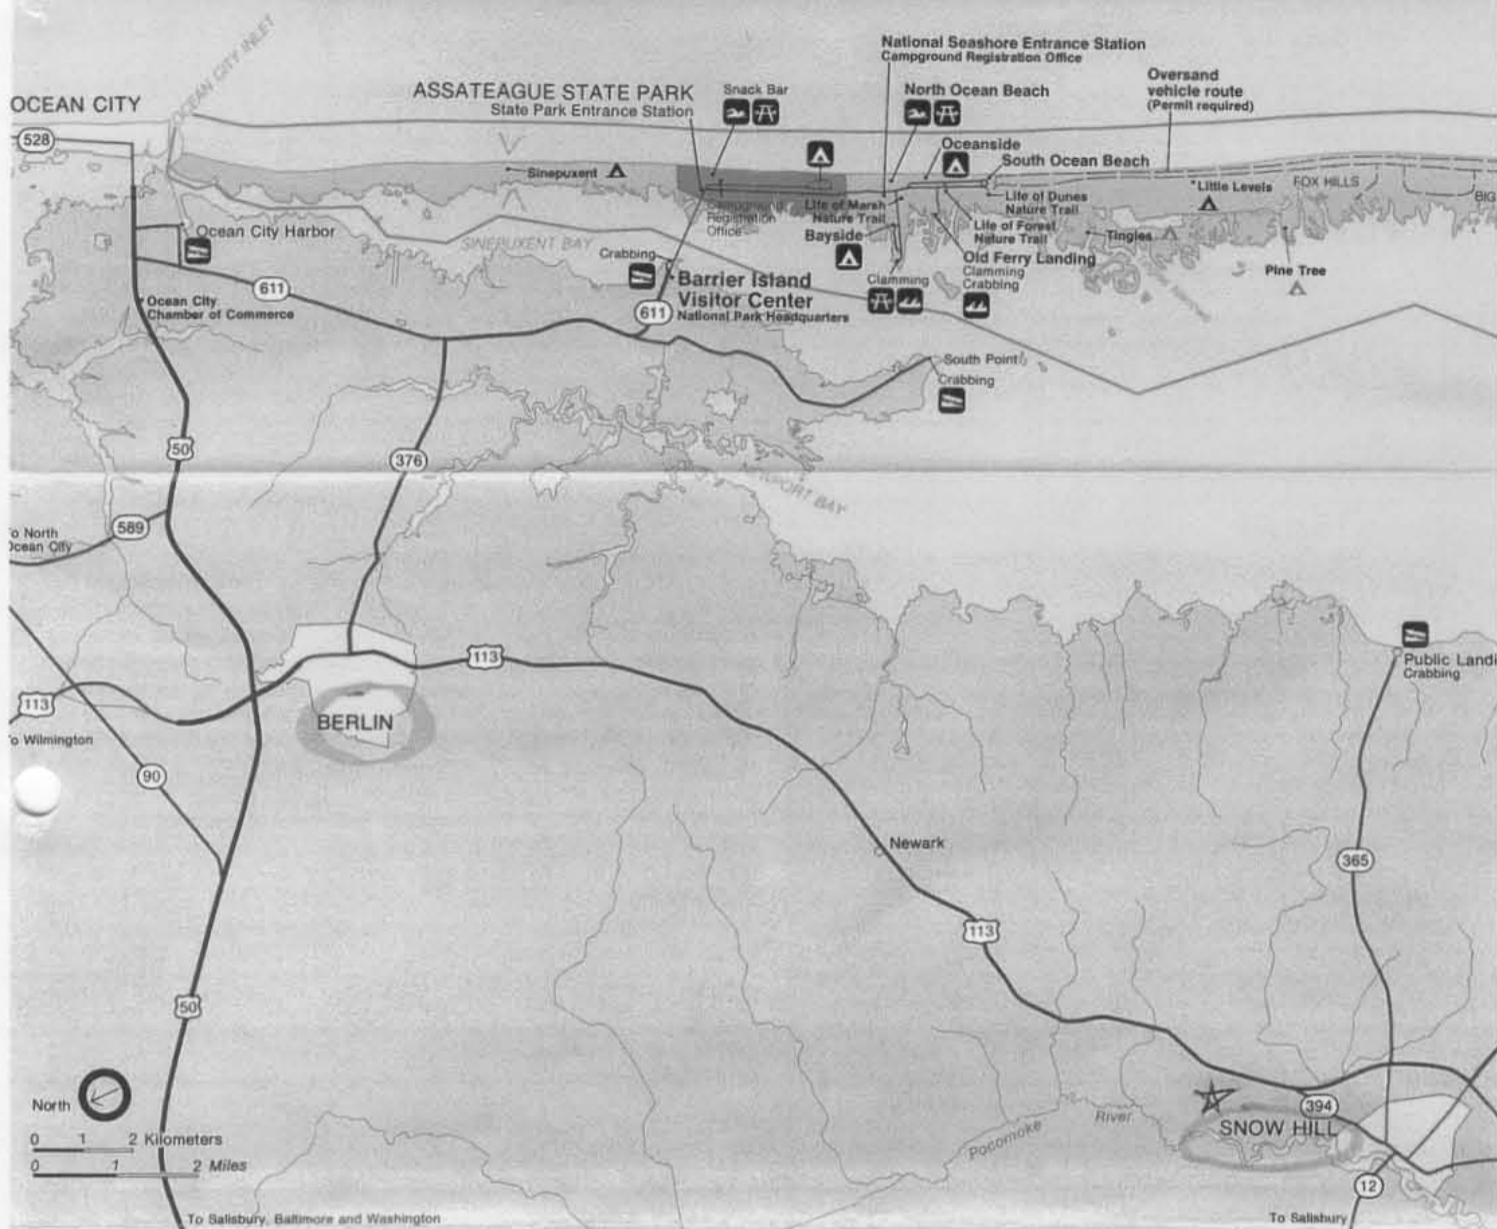 OCEAN CITY INLET
National Seashore Entrance Station
Campground Registration Office
OCEAN CITY
ASSATEAGUE STATE PARK
State Park Entrance Station
Snack Bar
North Ocean Beach
Oversand
vehicle route
(Permit required)
528
Oceanside
South Ocean Beach
Sinepuxent
Little Levels
FOX HILLS
BIG
Campground
Registration
Office
Life of Marsh
Nature Trail
Life of Dunes
Nature Trail
Life of Forest
Nature Trail
Bayside
Tingles
Ocean City Harbor
SINEPUXENT BAY
Crabbing
Old Ferry Landing
Clamming
Crabbing
Clamming
Pine Tree
Barrier Island
Visitor Center
National Park Headquarters
611
611
Ocean City
Chamber of Commerce
South Point
Crabbing
50
376
NEWPORT BAY
589
o North
Ocean City
113
Public Landi
Crabbing
113
BERLIN
o Wilmington
90
Newark
365
113
50
North
0 1 2 Kilometers
0 1 2 Miles
394
SNOW HILL
Pocomoke River
12
To Salisbury, Baltimore and Washington
To Salisbury